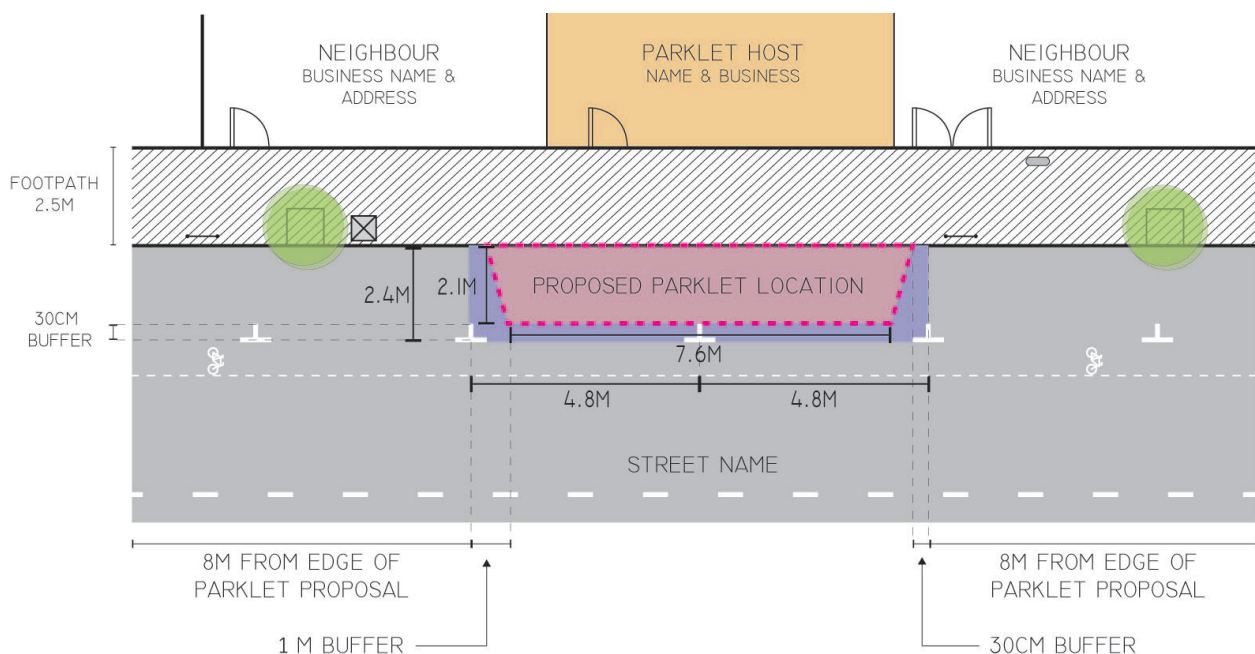 NEIGHBOUR
BUSINESS NAME &
ADDRESS
PARKLET HOST
NAME & BUSINESS
NEIGHBOUR
BUSINESS NAME &
ADDRESS
FOOTPATH
2.5M
2.4M
2.1M
PROPOSED PARKLET LOCATION
30CM
BUFFER
7.6M
4.8M
4.8M
STREET NAME
8M FROM EDGE OF
PARKLET PROPOSAL
8M FROM EDGE OF
PARKLET PROPOSAL
1 M BUFFER
30CM BUFFER